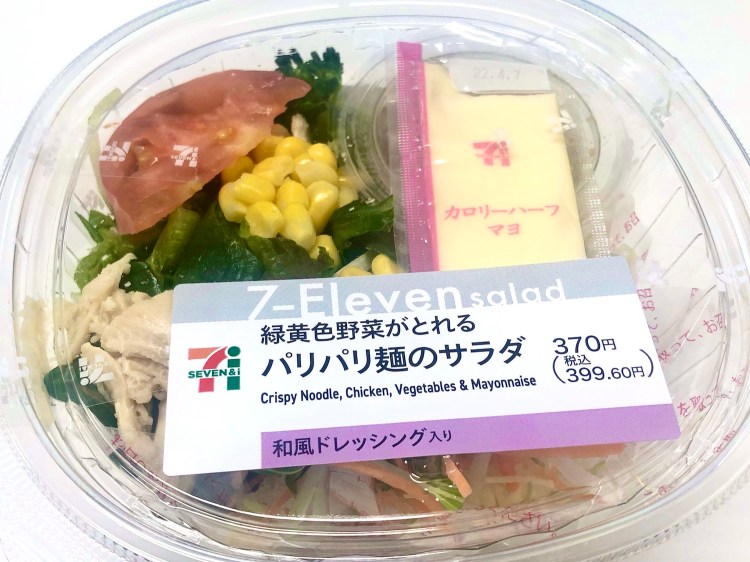 22.4.7
カロリーハーフ
マヨ
7-Eleven salad
緑黄色野菜がとれる
パリパリ麺のサラダ
370円
(税込
399.60円)
SEVEN&i
Crispy Noodle, Chicken, Vegetables & Mayonnaise
和風ドレッシング入り